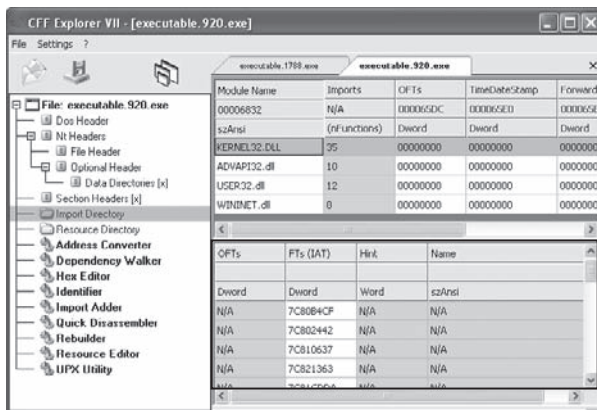 CFF Explorer VII - [executable.920.exe]
File Settings ?
executable.1788.exe executable.920.exe
File: executable.920.exe
Dos Header
Nt Headers
File Header
Optional Header
Data Directories [x]
Section Headers [x]
Import Directory
Resource Directory
Address Converter
Dependency Walker
Hex Editor
Identifier
Import Adder
Quick Disassembler
Rebuilder
Resource Editor
UPX Utility
Module Name Imports OFTs TimeDateStamp Forward
00006832 N/A 000065DC 000065E0 000065E
szAnsi (nFunctions) Dword Dword Dword
KERNEL32.DLL 35 00000000 00000000 0000000
ADVAPI32.dll 10 00000000 00000000 0000000
USER32.dll 12 00000000 00000000 0000000
WININET.dll 8 00000000 00000000 0000000
OFTs FTs (IAT) Hint Name
Dword Dword Word szAnsi
N/A 7C80B4CF N/A N/A
N/A 7C802442 N/A N/A
N/A 7C810637 N/A N/A
N/A 7C821363 N/A N/A
N/A N/A N/A